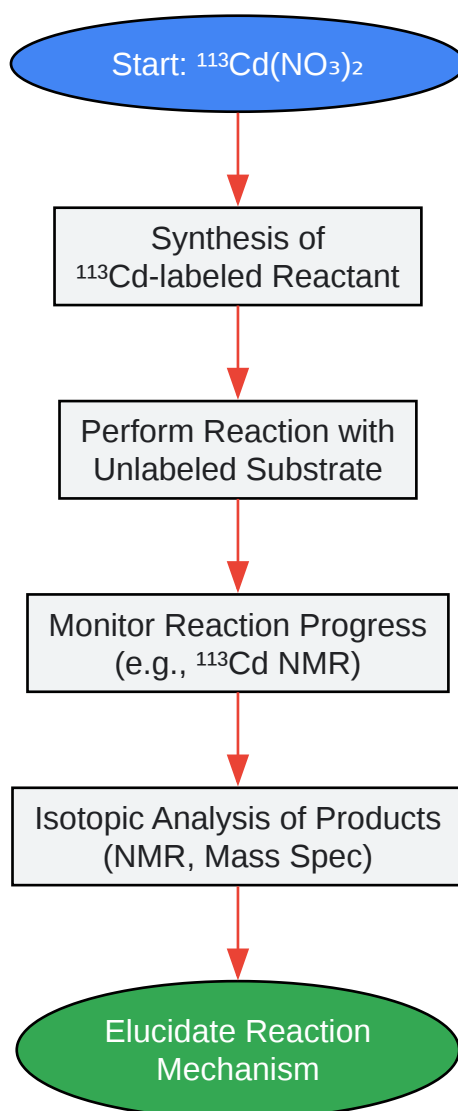 Start: ¹¹³Cd(NO₃)₂
Synthesis of
¹¹³Cd-labeled Reactant
Perform Reaction with
Unlabeled Substrate
Monitor Reaction Progress
(e.g., ¹¹³Cd NMR)
Isotopic Analysis of Products
(NMR, Mass Spec)
Elucidate Reaction
Mechanism